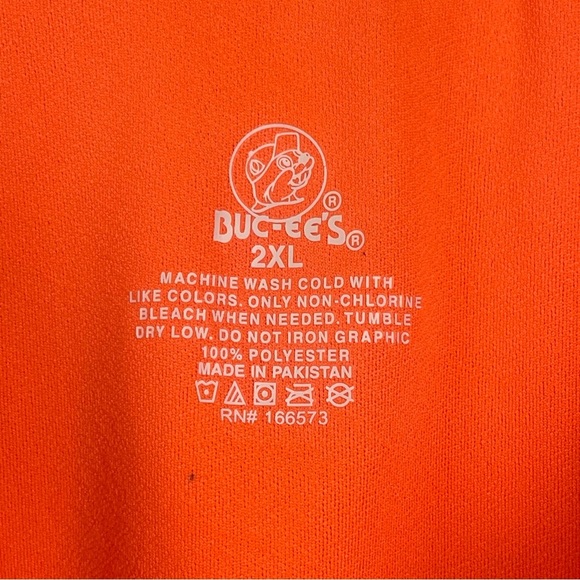 ®
BUC-EE'S®
2XL
MACHINE WASH COLD WITH
LIKE COLORS. ONLY NON-CHLORINE
BLEACH WHEN NEEDED. TUMBLE
DRY LOW. DO NOT IRON GRAPHIC
100% POLYESTER
MADE IN PAKISTAN
RN# 166573